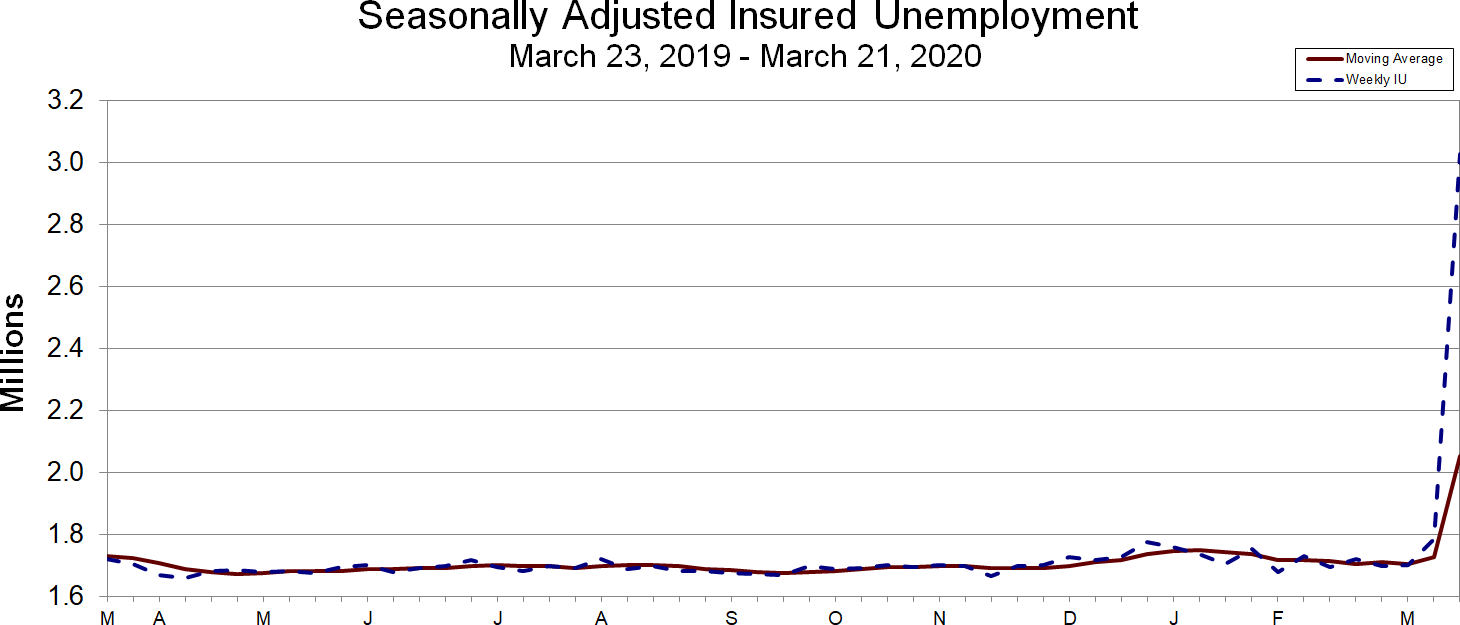 Seasonally Adjusted Insured Unemployment
March 23, 2019 - March 21, 2020
Moving Average
Weekly IU
Millions
3.2
3.0
2.8
2.6
2.4
2.2
2.0
1.8
1.6
M A M J J A S O N D J F M